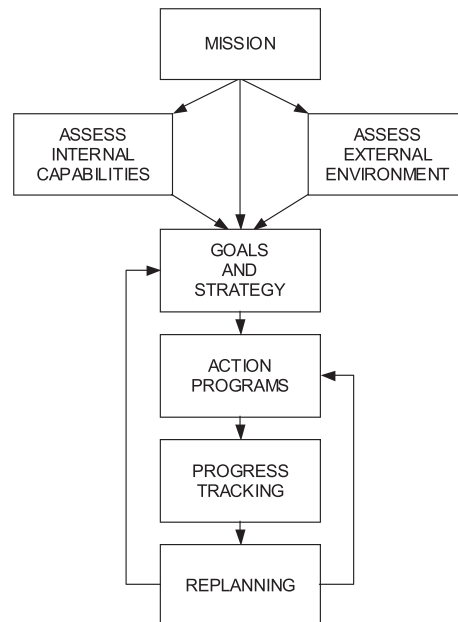 MISSION
ASSESS
INTERNAL
CAPABILITIES
ASSESS
EXTERNAL
ENVIRONMENT
GOALS
AND
STRATEGY
ACTION
PROGRAMS
PROGRESS
TRACKING
REPLANNING